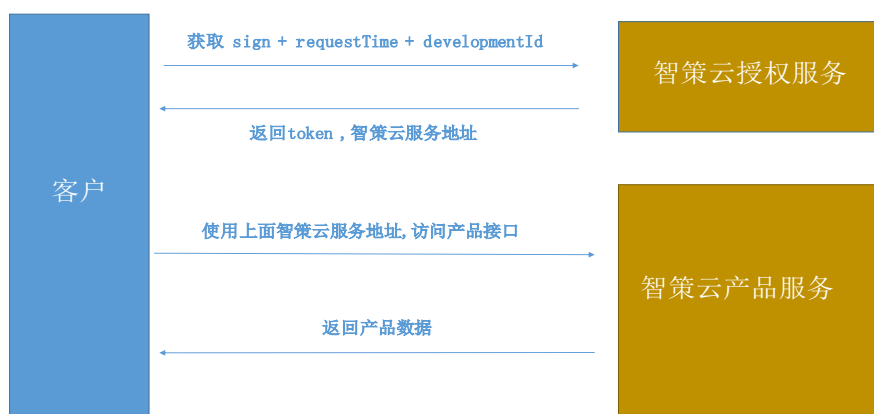 获取 sign + requestTime + developmentId
智策云授权服务
返回token，智策云服务地址
客户
使用上面智策云服务地址,访问产品接口
智策云产品服务
返回产品数据